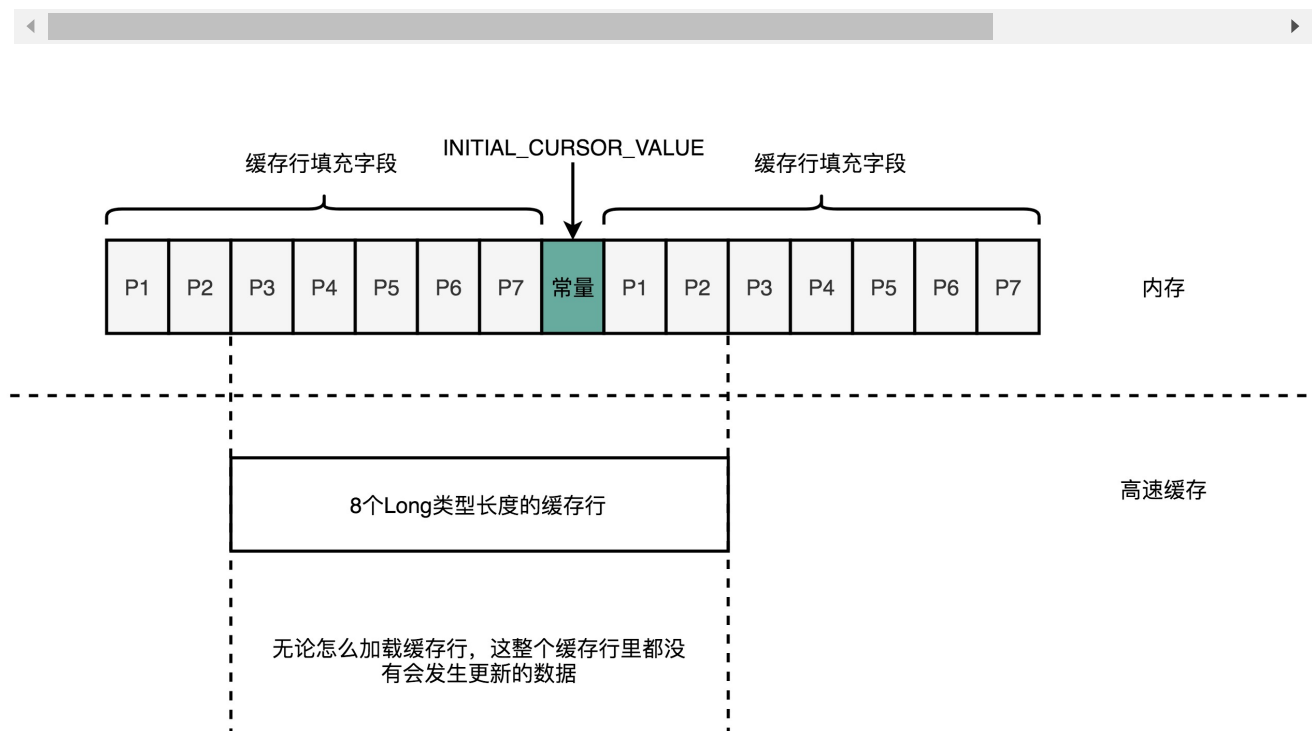 INITIAL_CURSOR_VALUE
缓存行填充字段
缓存行填充字段
P1 P2 P3 P4 P5 P6 P7 常量 P1 P2 P3 P4 P5 P6 P7
内存
8个Long类型长度的缓存行
高速缓存
无论怎么加载缓存行，这整个缓存行里都没
有会发生更新的数据